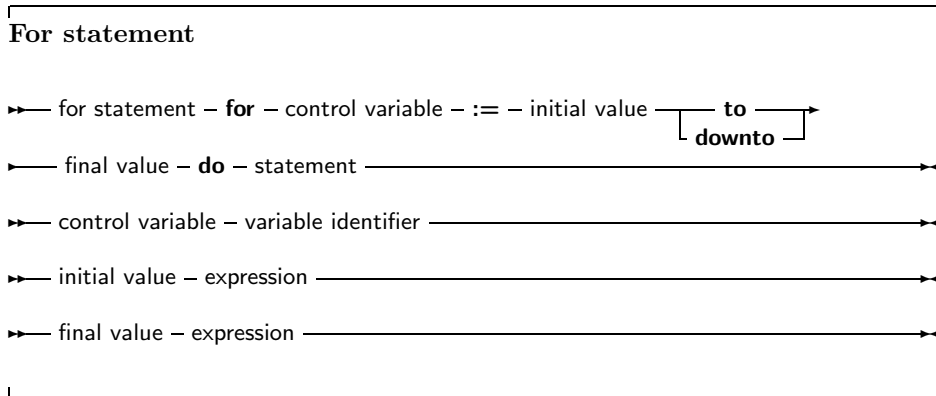 For statement
for statement – for – control variable – := – initial value to
downto
final value – do – statement
control variable – variable identifier
initial value – expression
final value – expression